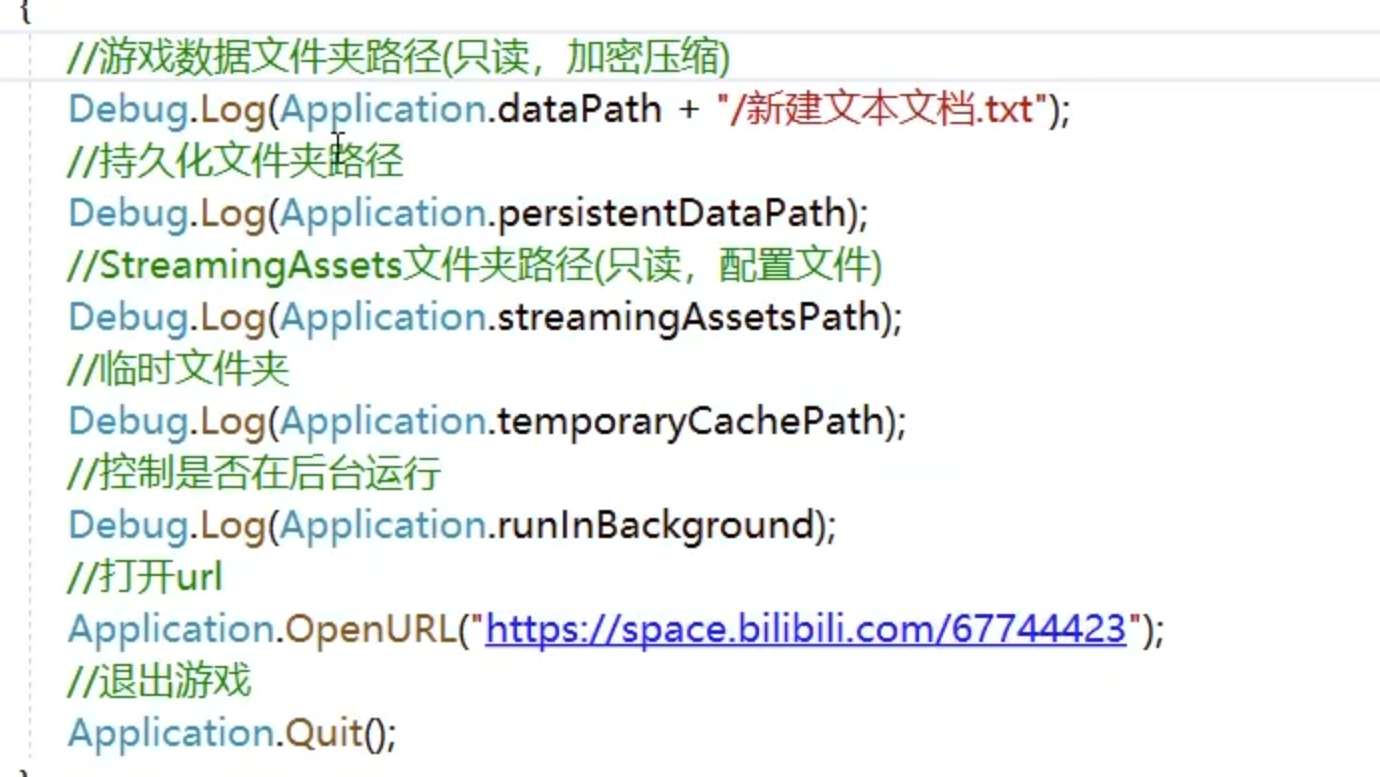 {
//游戏数据文件夹路径(只读，加密压缩)
Debug.Log(Application.dataPath + "/新建文本文档.txt");
//持久化文件夹路径
Debug.Log(Application.persistentDataPath);
//StreamingAssets文件夹路径(只读，配置文件)
Debug.Log(Application.streamingAssetsPath);
//临时文件夹
Debug.Log(Application.temporaryCachePath);
//控制是否在后台运行
Debug.Log(Application.runInBackground);
//打开url
Application.OpenURL("https://space.bilibili.com/67744423");
//退出游戏
Application.Quit();
}